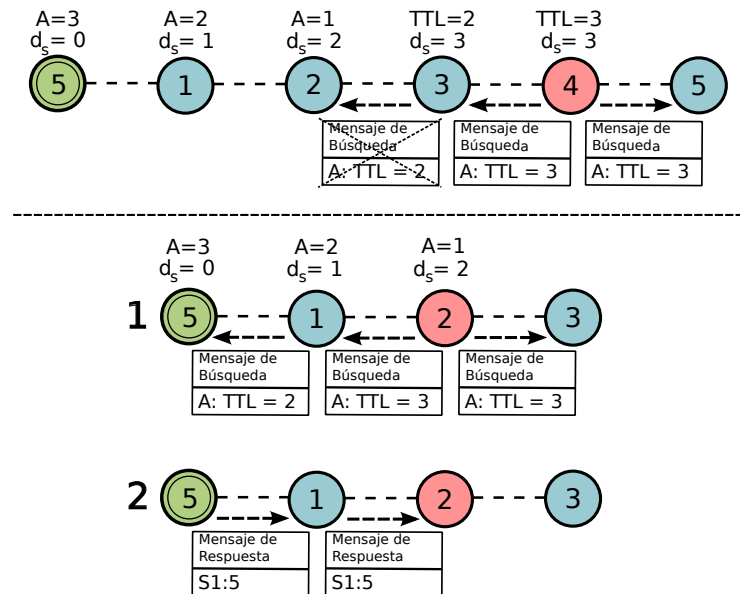 A=3 A=2 A=1 TTL=2 TTL=3
ds= 0 ds= 1 ds= 2 ds= 3 ds= 3
5 1 2 3 4 5
Mensaje de Mensaje de Mensaje de
Búsqueda Búsqueda Búsqueda
A: TTL = 2 A: TTL = 3 A: TTL = 3
A=3 A=2 A=1
ds= 0 ds= 1 ds= 2
1 5 1 2 3
Mensaje de Mensaje de Mensaje de
Búsqueda Búsqueda Búsqueda
A: TTL = 2 A: TTL = 3 A: TTL = 3
2 5 1 2 3
Mensaje de Mensaje de
Respuesta Respuesta
S1:5 S1:5